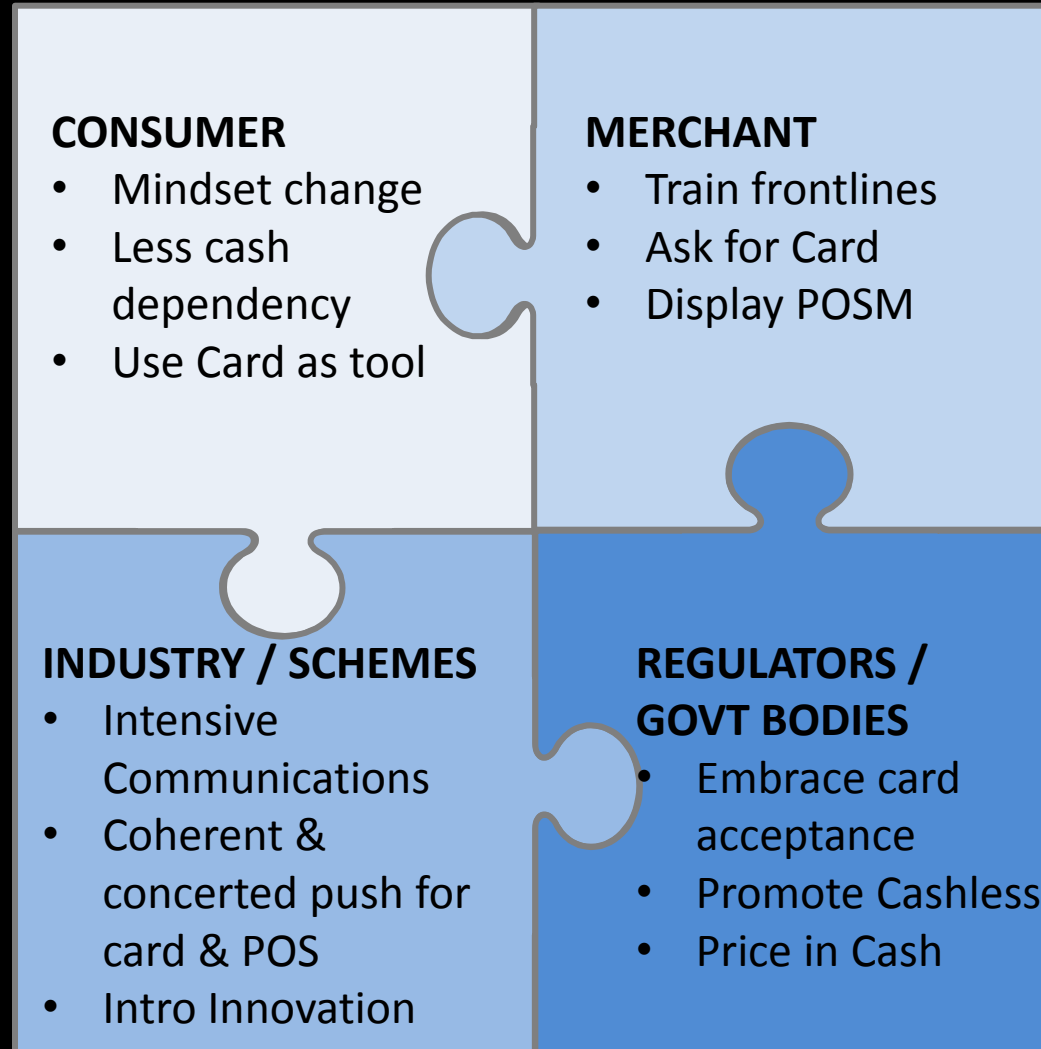 CONSUMER
• Mindset change
• Less cash
dependency
• Use Card as tool
MERCHANT
• Train frontlines
• Ask for Card
• Display POSM
INDUSTRY / SCHEMES
• Intensive
Communications
• Coherent &
concerted push for
card & POS
• Intro Innovation
REGULATORS /
GOVT BODIES
• Embrace card
acceptance
• Promote Cashless
• Price in Cash